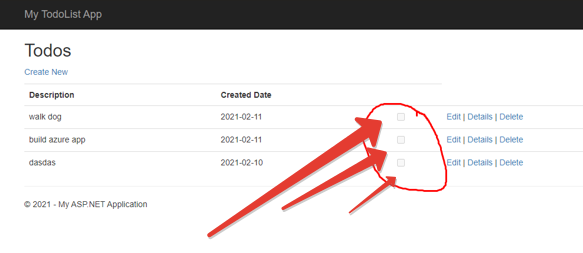 My TodoList App
Todos
Create New
Description Created Date
walk dog 2021-02-11 Edit | Details | Delete
build azure app 2021-02-11 Edit | Details | Delete
dasdas 2021-02-10 Edit | Details | Delete
© 2021 - My ASP.NET Application